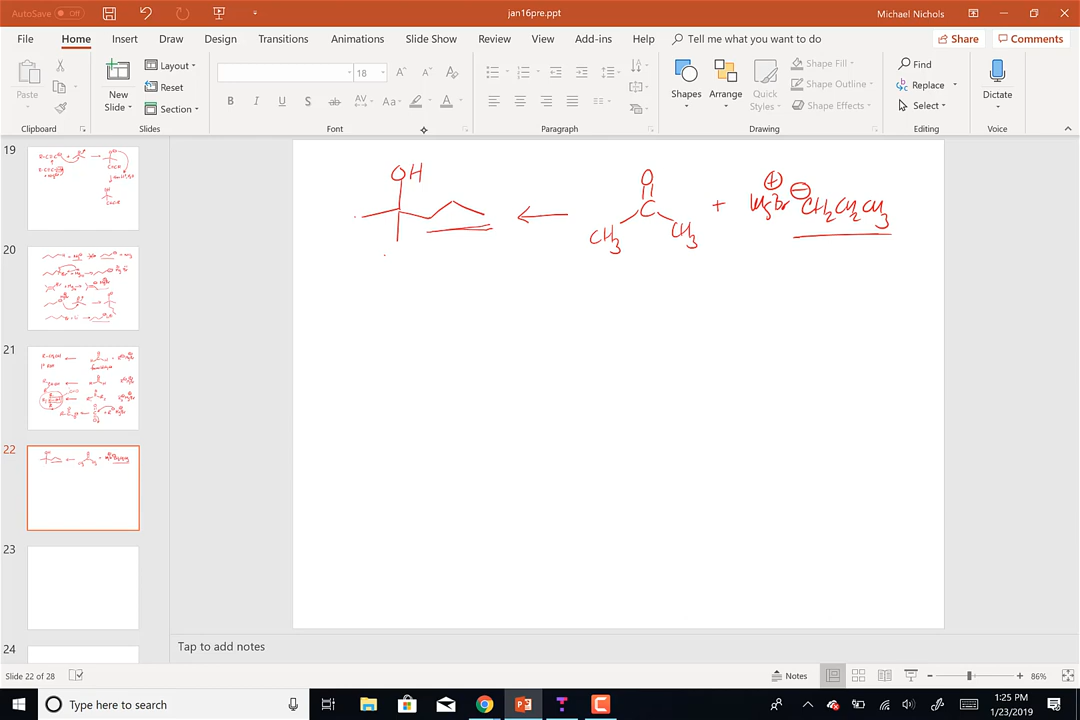 AutoSave Off
jan16pre.ppt
Michael Nichols
File Home Insert Draw Design Transitions Animations Slide Show Review View Add-ins Help Tell me what you want to do Share Comments
Paste
New Slide
Layout
Reset
Section
18
B I U S ab AV Aa A
Shapes
Arrange
Quick Styles
Shape Fill
Shape Outline
Shape Effects
Find
Replace
Select
Dictate
Clipboard Slides Font Paragraph Drawing Editing Voice
19
20
21
22
23
24
OH
O
C
CH3
CH3
+
MgBr CH2CH2CH3
Tap to add notes
Slide 22 of 28
Notes
86%
Type here to search
1:25 PM
1/23/2019